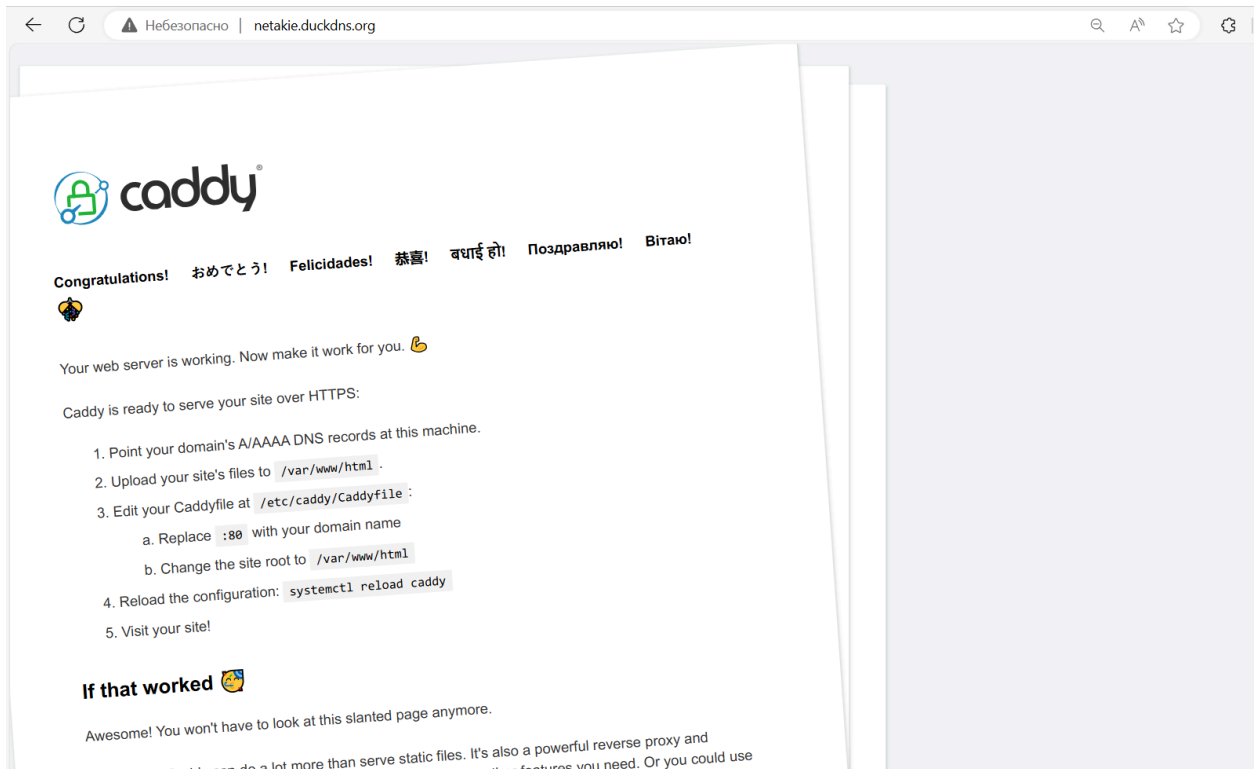 Небезопасно | netakie.duckdns.org
caddy®
Congratulations! おめでとう! Felicidades! 恭喜! बधाई हो! Поздравляю! Вітаю!
Your web server is working. Now make it work for you. 💪
Caddy is ready to serve your site over HTTPS:
1. Point your domain's A/AAAA DNS records at this machine.
2. Upload your site's files to /var/www/html .
3. Edit your Caddyfile at /etc/caddy/Caddyfile :
a. Replace :80 with your domain name
b. Change the site root to /var/www/html
4. Reload the configuration: systemctl reload caddy
5. Visit your site!
If that worked 🥳
Awesome! You won't have to look at this slanted page anymore.
do a lot more than serve static files. It's also a powerful reverse proxy and
features you need. Or you could use